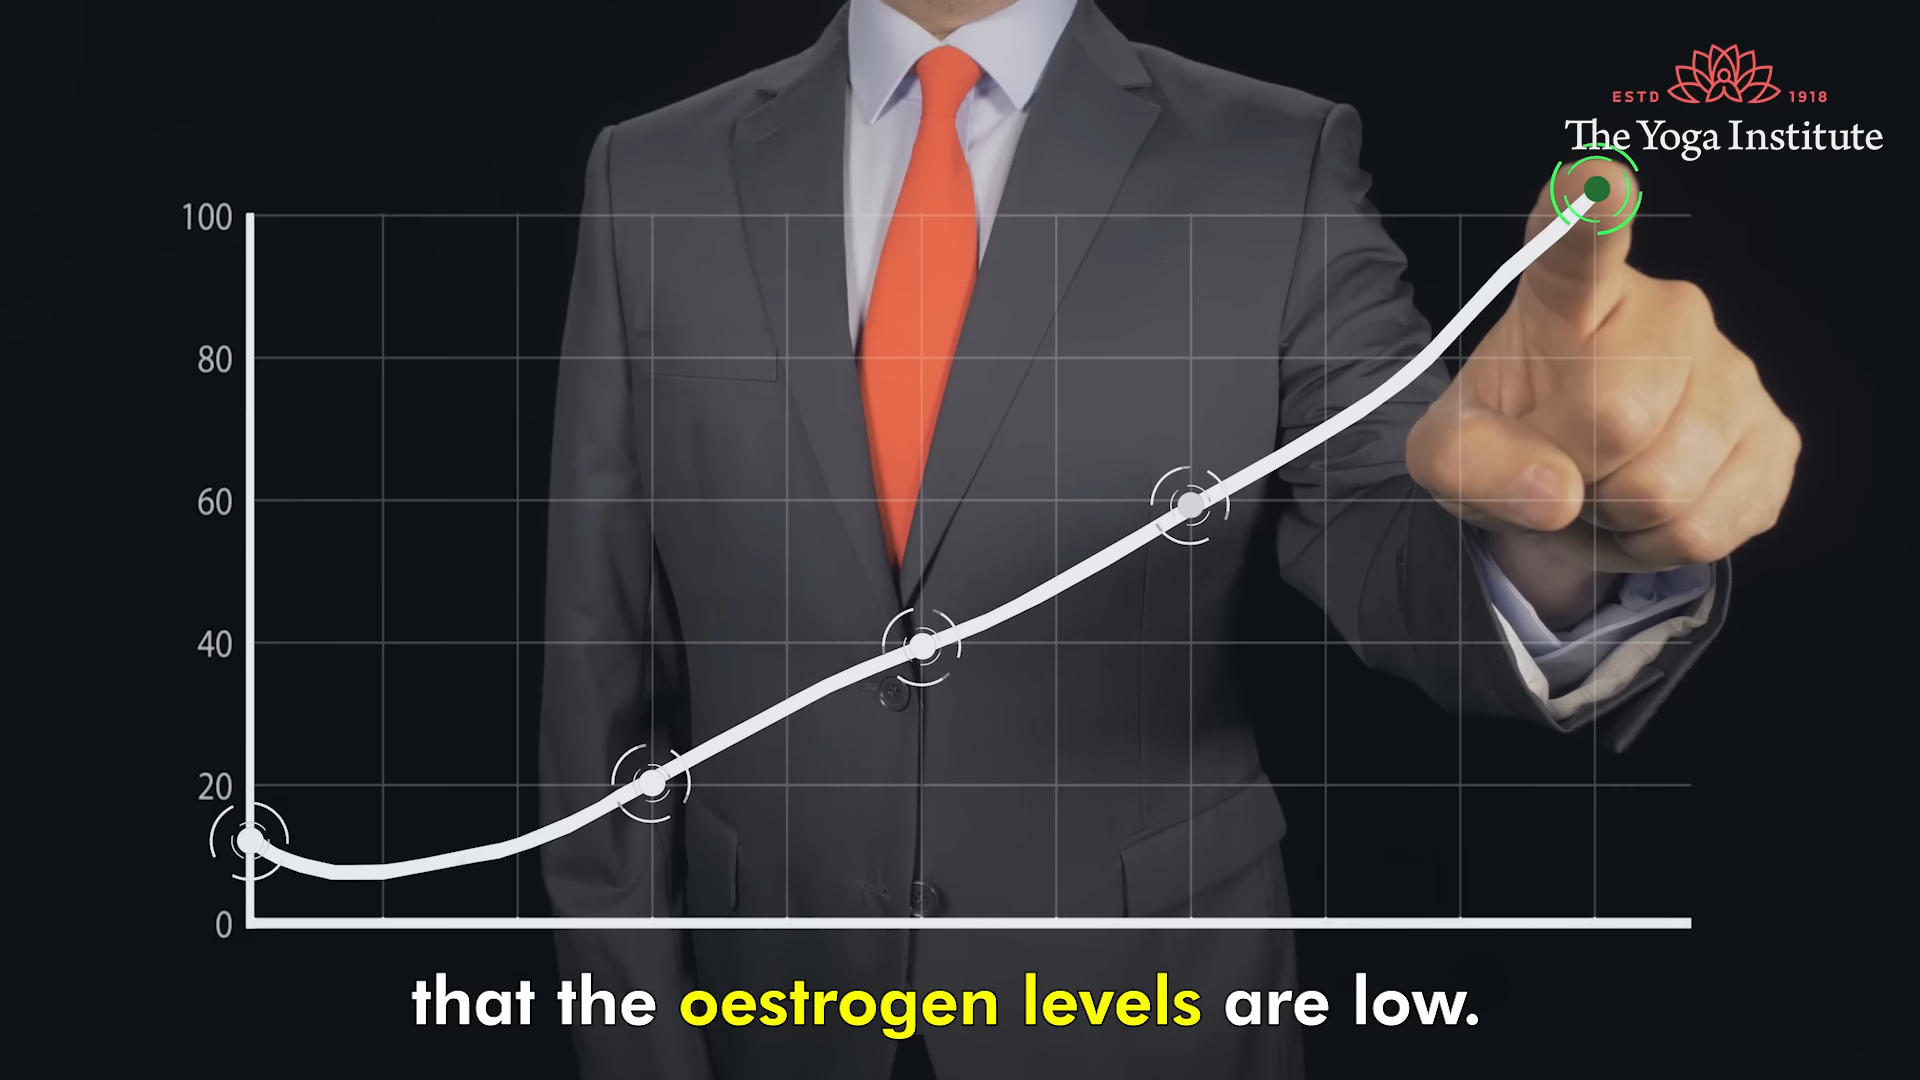 ESTD 1918
The Yoga Institute
100
80
60
40
20
0
that the oestrogen levels are low.